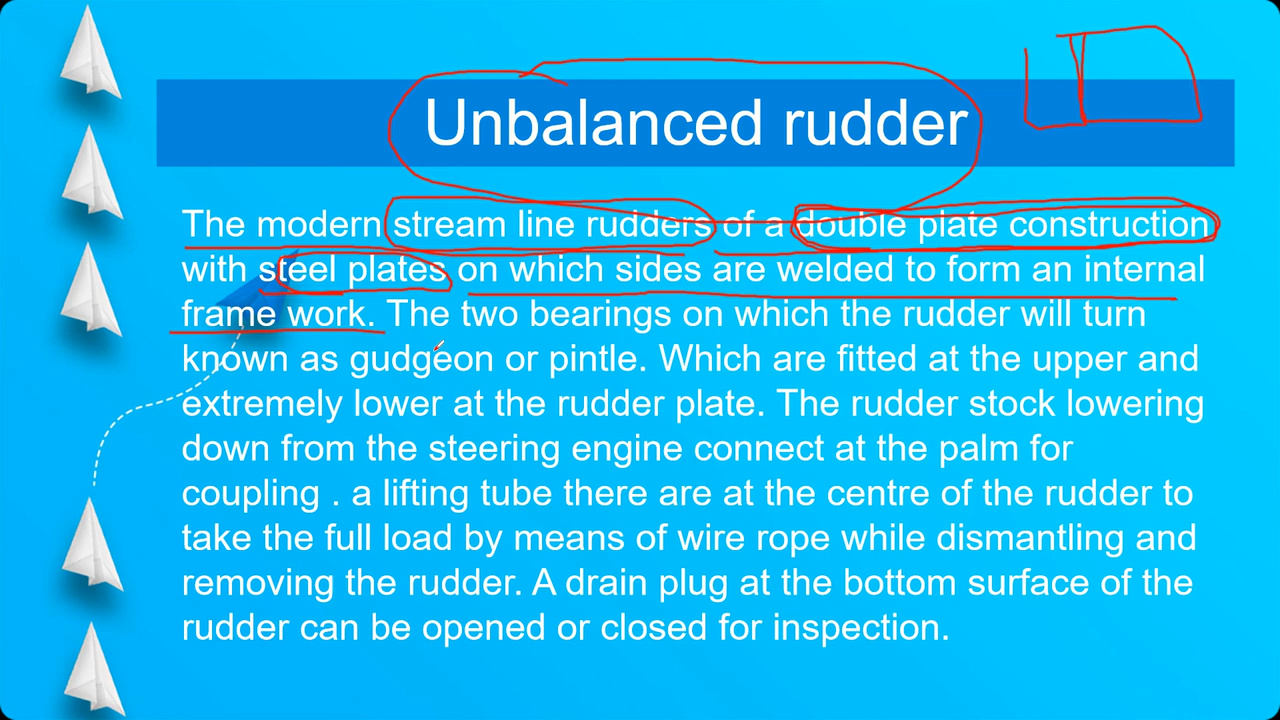 Unbalanced rudder
The modern stream line rudders of a double plate construction
with steel plates on which sides are welded to form an internal
frame work. The two bearings on which the rudder will turn
known as gudgeon or pintle. Which are fitted at the upper and
extremely lower at the rudder plate. The rudder stock lowering
down from the steering engine connect at the palm for
coupling . a lifting tube there are at the centre of the rudder to
take the full load by means of wire rope while dismantling and
removing the rudder. A drain plug at the bottom surface of the
rudder can be opened or closed for inspection.